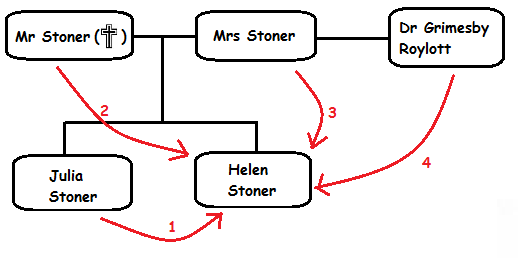 Mr Stoner (✝)
Mrs Stoner
Dr Grimesby
Roylott
2
3
4
Julia
Stoner
Helen
Stoner
1